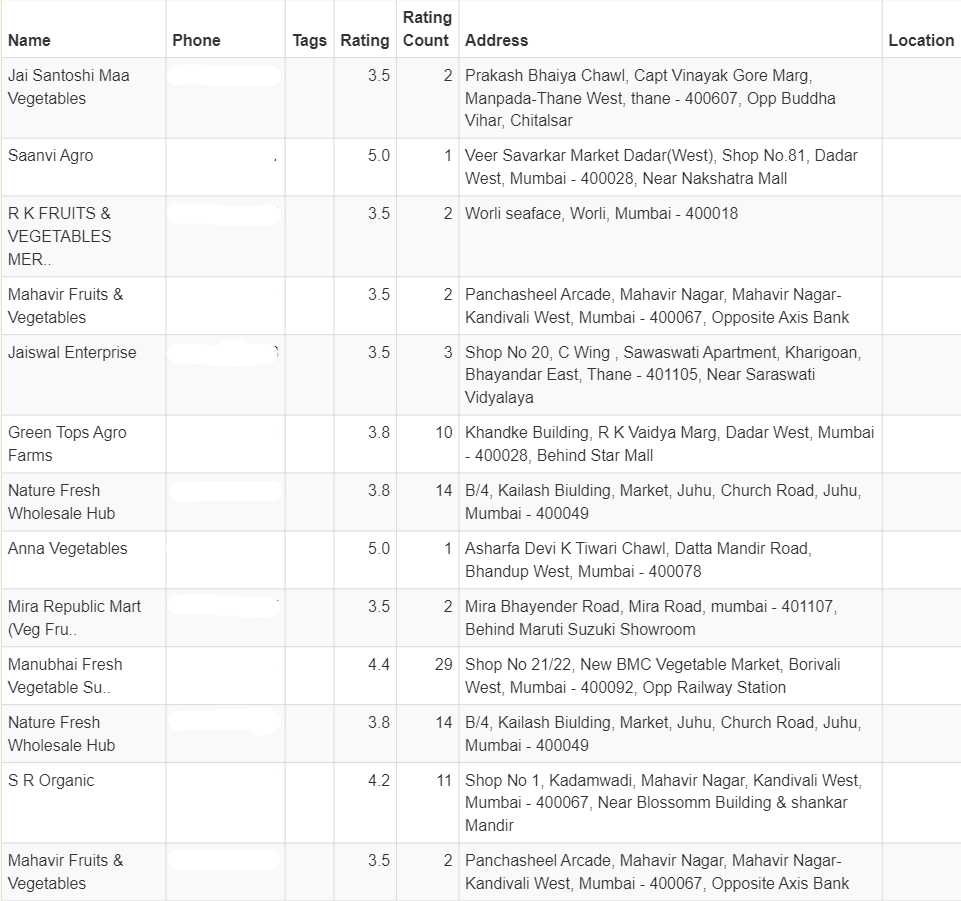 Name Phone Tags Rating Rating Count Address Location
Jai Santoshi Maa Vegetables 3.5 2 Prakash Bhaiya Chawl, Capt Vinayak Gore Marg,
Manpada-Thane West, thane - 400607, Opp Buddha
Vihar, Chitalsar
Saanvi Agro 5.0 1 Veer Savarkar Market Dadar(West), Shop No.81, Dadar
West, Mumbai - 400028, Near Nakshatra Mall
R K FRUITS & VEGETABLES MER.. 3.5 2 Worli seaface, Worli, Mumbai - 400018
Mahavir Fruits & Vegetables 3.5 2 Panchasheel Arcade, Mahavir Nagar, Mahavir Nagar-
Kandivali West, Mumbai - 400067, Opposite Axis Bank
Jaiswal Enterprise 3.5 3 Shop No 20, C Wing , Sawaswati Apartment, Kharigoan,
Bhayandar East, Thane - 401105, Near Saraswati
Vidyalaya
Green Tops Agro Farms 3.8 10 Khandke Building, R K Vaidya Marg, Dadar West, Mumbai
- 400028, Behind Star Mall
Nature Fresh Wholesale Hub 3.8 14 B/4, Kailash Biulding, Market, Juhu, Church Road, Juhu,
Mumbai - 400049
Anna Vegetables 5.0 1 Asharfa Devi K Tiwari Chawl, Datta Mandir Road,
Bhandup West, Mumbai - 400078
Mira Republic Mart (Veg Fru.. 3.5 2 Mira Bhayender Road, Mira Road, mumbai - 401107,
Behind Maruti Suzuki Showroom
Manubhai Fresh Vegetable Su.. 4.4 29 Shop No 21/22, New BMC Vegetable Market, Borivali
West, Mumbai - 400092, Opp Railway Station
Nature Fresh Wholesale Hub 3.8 14 B/4, Kailash Biulding, Market, Juhu, Church Road, Juhu,
Mumbai - 400049
S R Organic 4.2 11 Shop No 1, Kadamwadi, Mahavir Nagar, Kandivali West,
Mumbai - 400067, Near Blossomm Building & shankar
Mandir
Mahavir Fruits & Vegetables 3.5 2 Panchasheel Arcade, Mahavir Nagar, Mahavir Nagar-
Kandivali West, Mumbai - 400067, Opposite Axis Bank